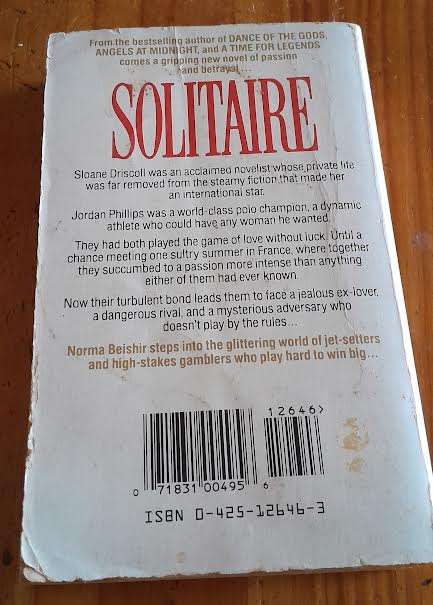 From the bestselling author of DANCE OF THE GODS,
ANGELS AT MIDNIGHT, and A TIME FOR LEGENDS
comes a gripping new novel of passion
and betrayal...
SOLITAIRE
Sloane Driscoll was an acclaimed novelist whose private life
was far removed from the steamy fiction that made her
an international star.
Jordan Phillips was a world-class polo champion, a dynamic
athlete who could have any woman he wanted.
They had both played the game of love without luck. Until a
chance meeting one sultry summer in France, where together
they succumbed to a passion more intense than anything
either of them had ever known.
Now their turbulent bond leads them to face a jealous ex-lover,
a dangerous rival, and a mysterious adversary who
doesn't play by the rules...
Norma Beishir steps into the glittering world of jet-setters
and high-stakes gamblers who play hard to win big...
12646>
0 71831 00495 6
ISBN 0-425-12646-3